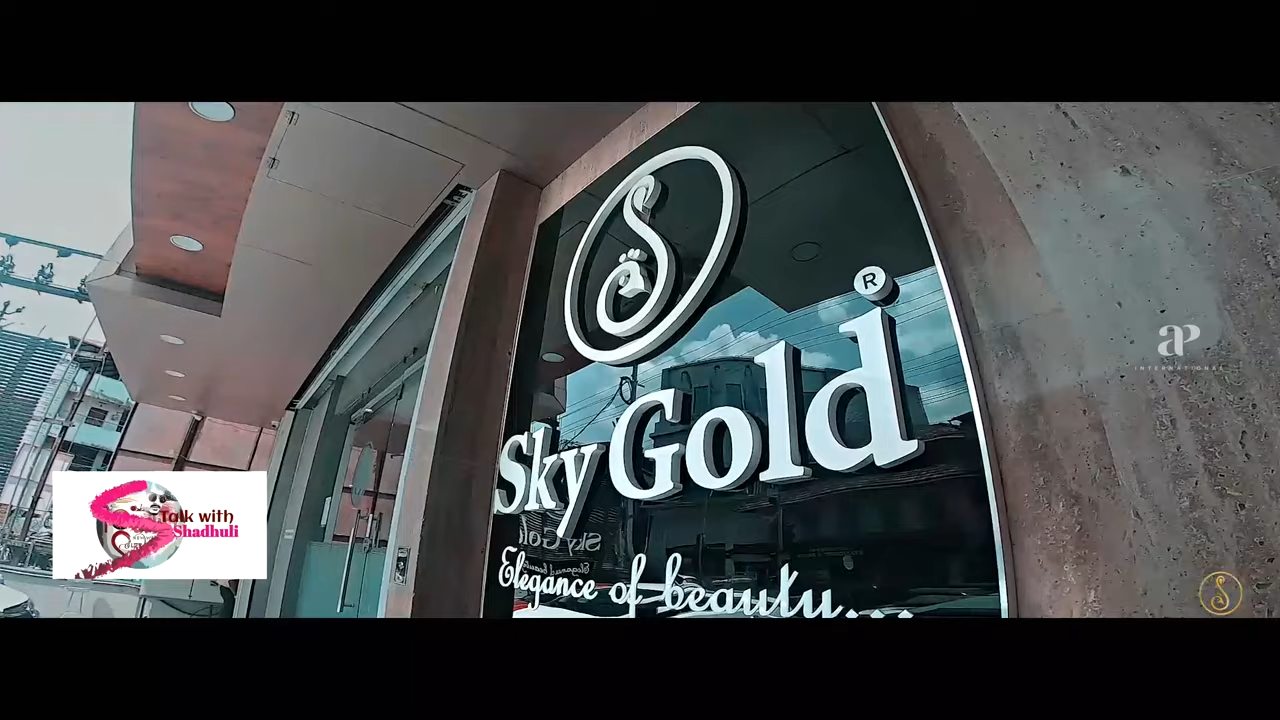 ®
Sky Gold
Elegance of beauty...
Talk with
Shadhuli
aP
INTERNATIONAL